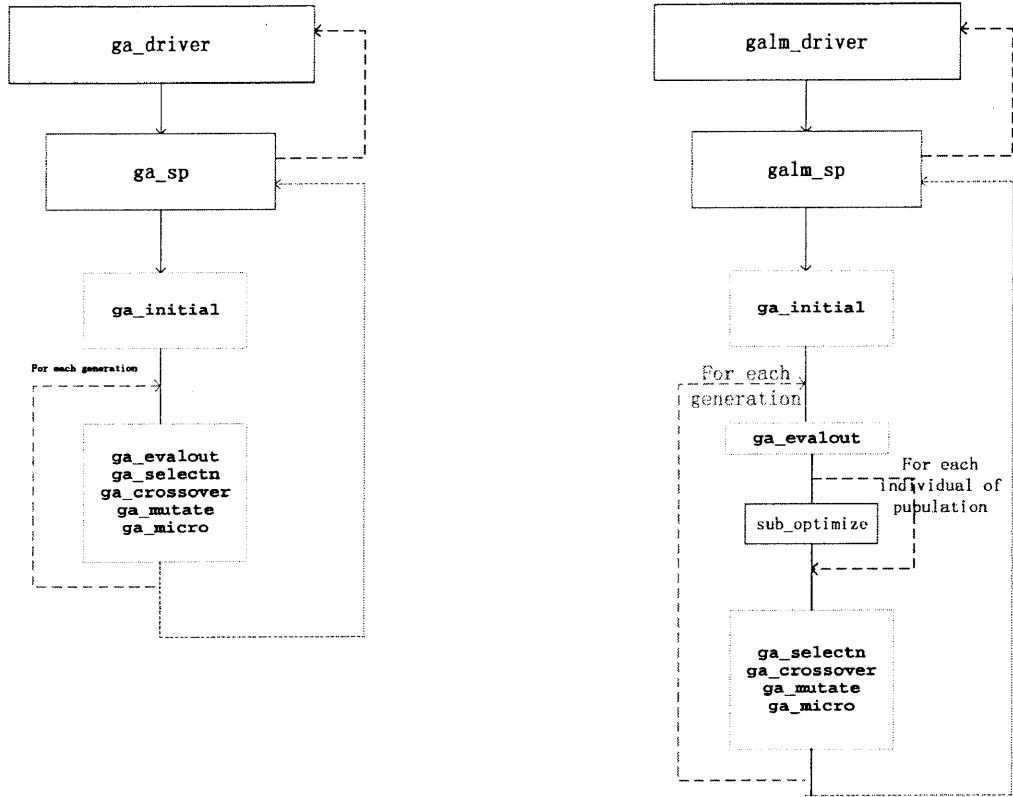 ga_driver
ga_sp
ga_initial
For each generation
ga_evalout
ga_selectn
ga_crossover
ga_mutate
ga_micro
galm_driver
galm_sp
ga_initial
For each
generation
ga_evalout
For each
individual of
pupulation
sub_optimize
ga_selectn
ga_crossover
ga_mutate
ga_micro